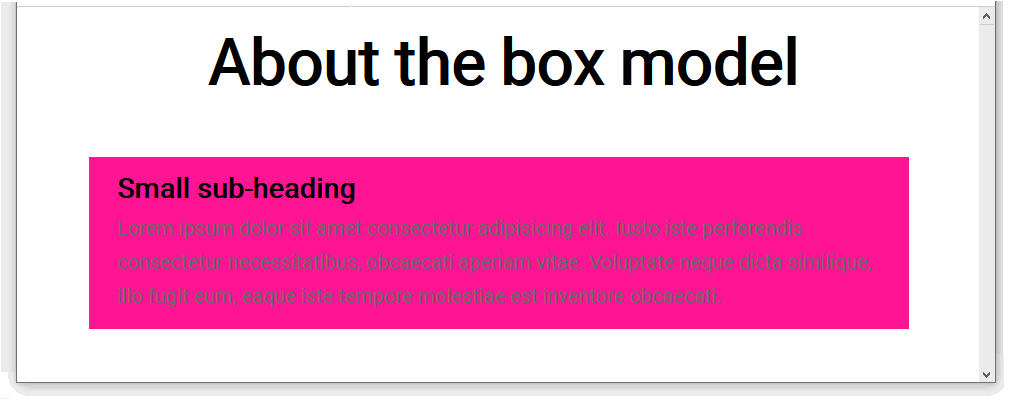 About the box model
Small sub-heading
Lorem ipsum dolor sit amet consectetur adipisicing elit. Iusto iste perferendis
consectetur necessitatibus, obcaecati aperiam vitae. Voluptate neque dicta similique,
illo fugit eum, eaque iste tempore molestiae est inventore obcaecati.